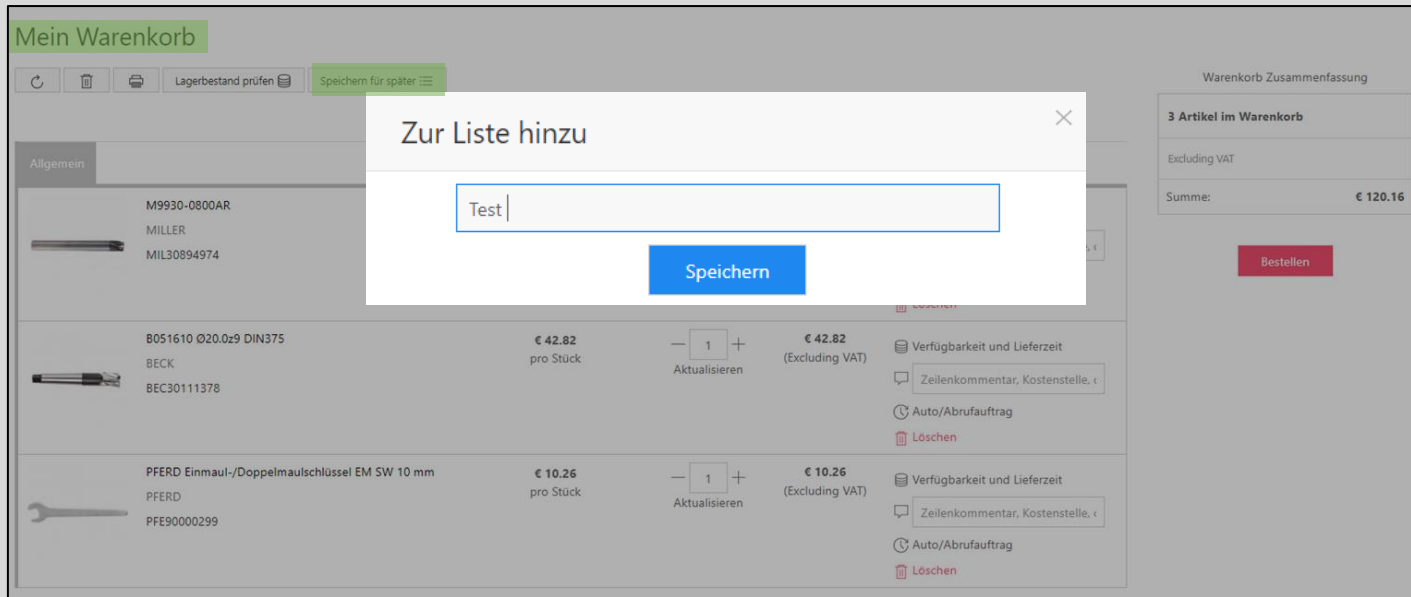 Mein Warenkorb
Lagerbestand prüfen
Speichern für später
Warenkorb Zusammenfassung
3 Artikel im Warenkorb
Excluding VAT
Summe: € 120.16
Bestellen
Zur Liste hinzu
Test
Speichern
Allgemein
M9930-0800AR
MILLER
MIL30894974
Löschen
B051610 Ø20.0z9 DIN375
BECK
BEC30111378
€ 42.82
pro Stück
1
Aktualisieren
€ 42.82
(Excluding VAT)
Verfügbarkeit und Lieferzeit
Zeilenkommentar, Kostenstelle,
Auto/Abrufauftrag
Löschen
PFERD Einmaul-/Doppelmaulschlüssel EM SW 10 mm
PFERD
PFE90000299
€ 10.26
pro Stück
1
Aktualisieren
€ 10.26
(Excluding VAT)
Verfügbarkeit und Lieferzeit
Zeilenkommentar, Kostenstelle,
Auto/Abrufauftrag
Löschen